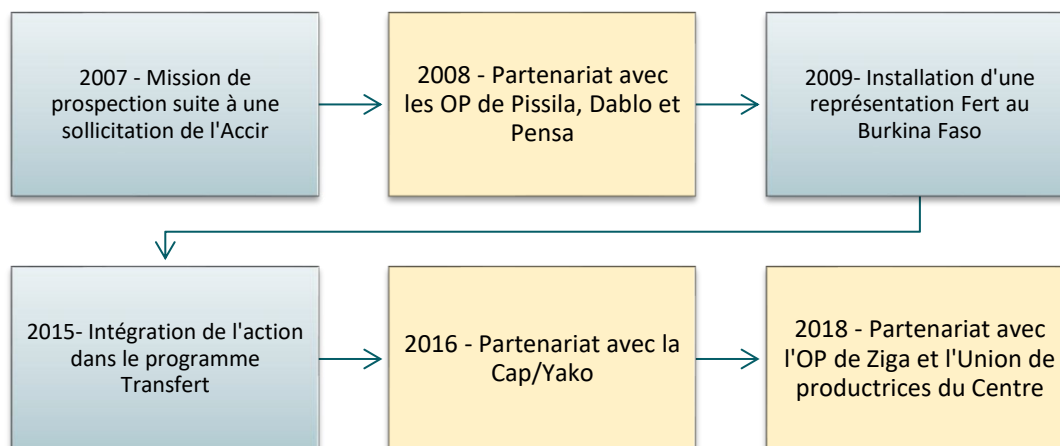 2007 - Mission de
prospection suite à une
sollicitation de l'Accir
2008 - Partenariat avec
les OP de Pissila, Dablo et
Pensa
2009- Installation d'une
représentation Fert au
Burkina Faso
2015- Intégration de l'action
dans le programme
Transfert
2016 - Partenariat avec la
Cap/Yako
2018 - Partenariat avec
l'OP de Ziga et l'Union de
productrices du Centre